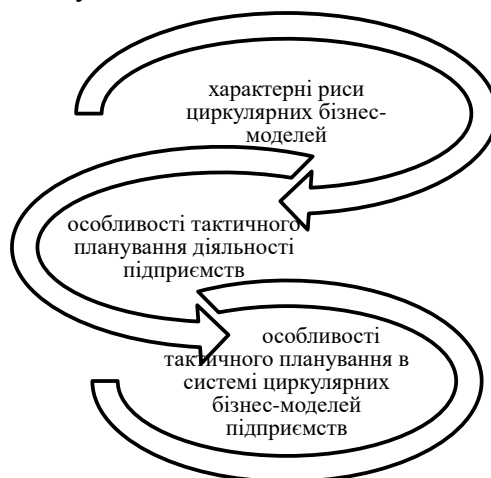 характерні риси
циркулярних бізнес-
моделей
особливості тактичного
планування діяльності
підприємств
особливості
тактичного планування в
системі циркулярних
бізнес-моделей
підприємств